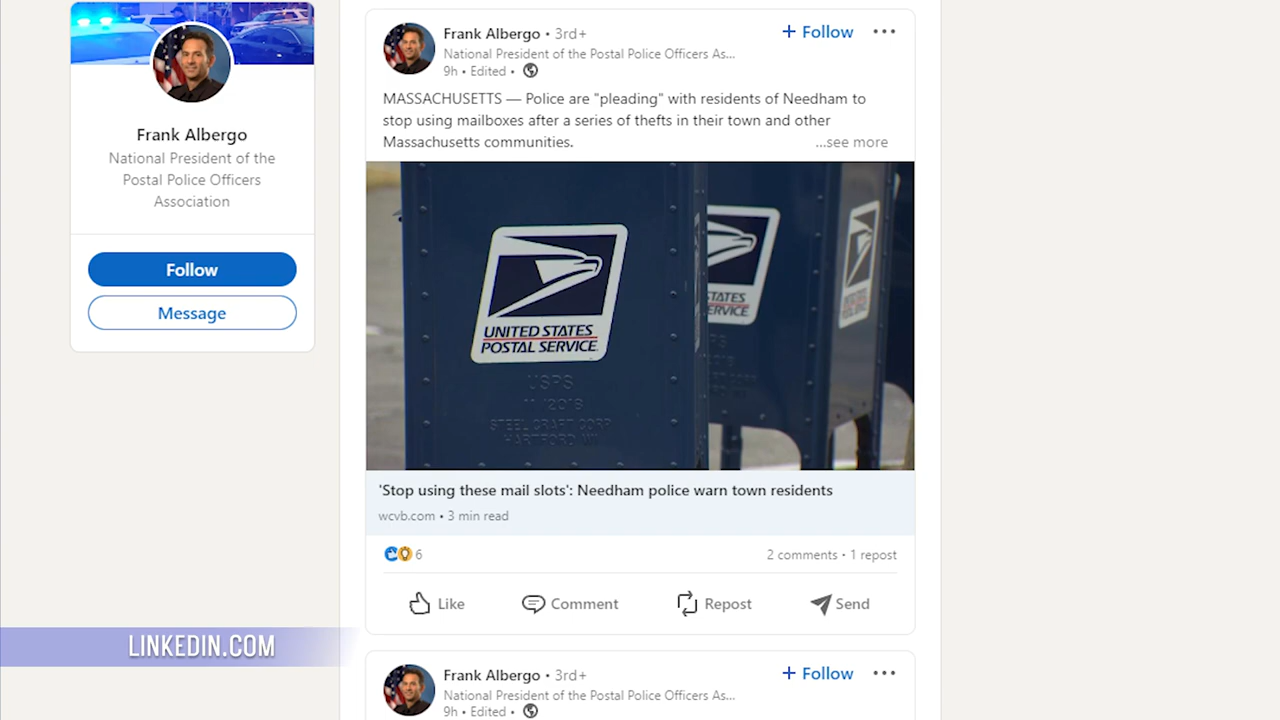 Frank Albergo
National President of the
Postal Police Officers
Association
Follow
Message
Frank Albergo • 3rd+
+ Follow
National President of the Postal Police Officers As...
9h • Edited •
MASSACHUSETTS — Police are "pleading" with residents of Needham to
stop using mailboxes after a series of thefts in their town and other
Massachusetts communities.
...see more
UNITED STATES
POSTAL SERVICE
STATES
SERVICE
USPS
STEEL CRAFT CORP
'Stop using these mail slots': Needham police warn town residents
wcvb.com • 3 min read
6
2 comments • 1 repost
Like
Comment
Repost
Send
LINKEDIN.COM
Frank Albergo • 3rd+
+ Follow
National President of the Postal Police Officers As...
9h • Edited •